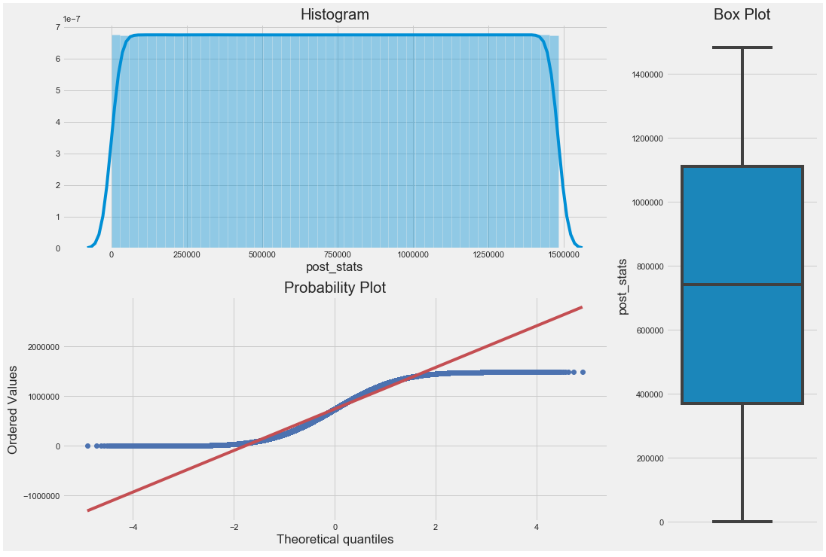 Histogram
1e-7
7
6
5
4
3
2
1
0
0 250000 500000 750000 1000000 1250000 1500000
post_stats
Probability Plot
Ordered Values
2000000
1000000
0
−1000000
−4 −2 0 2 4
Theoretical quantiles
Box Plot
post_stats
1400000
1200000
1000000
800000
600000
400000
200000
0